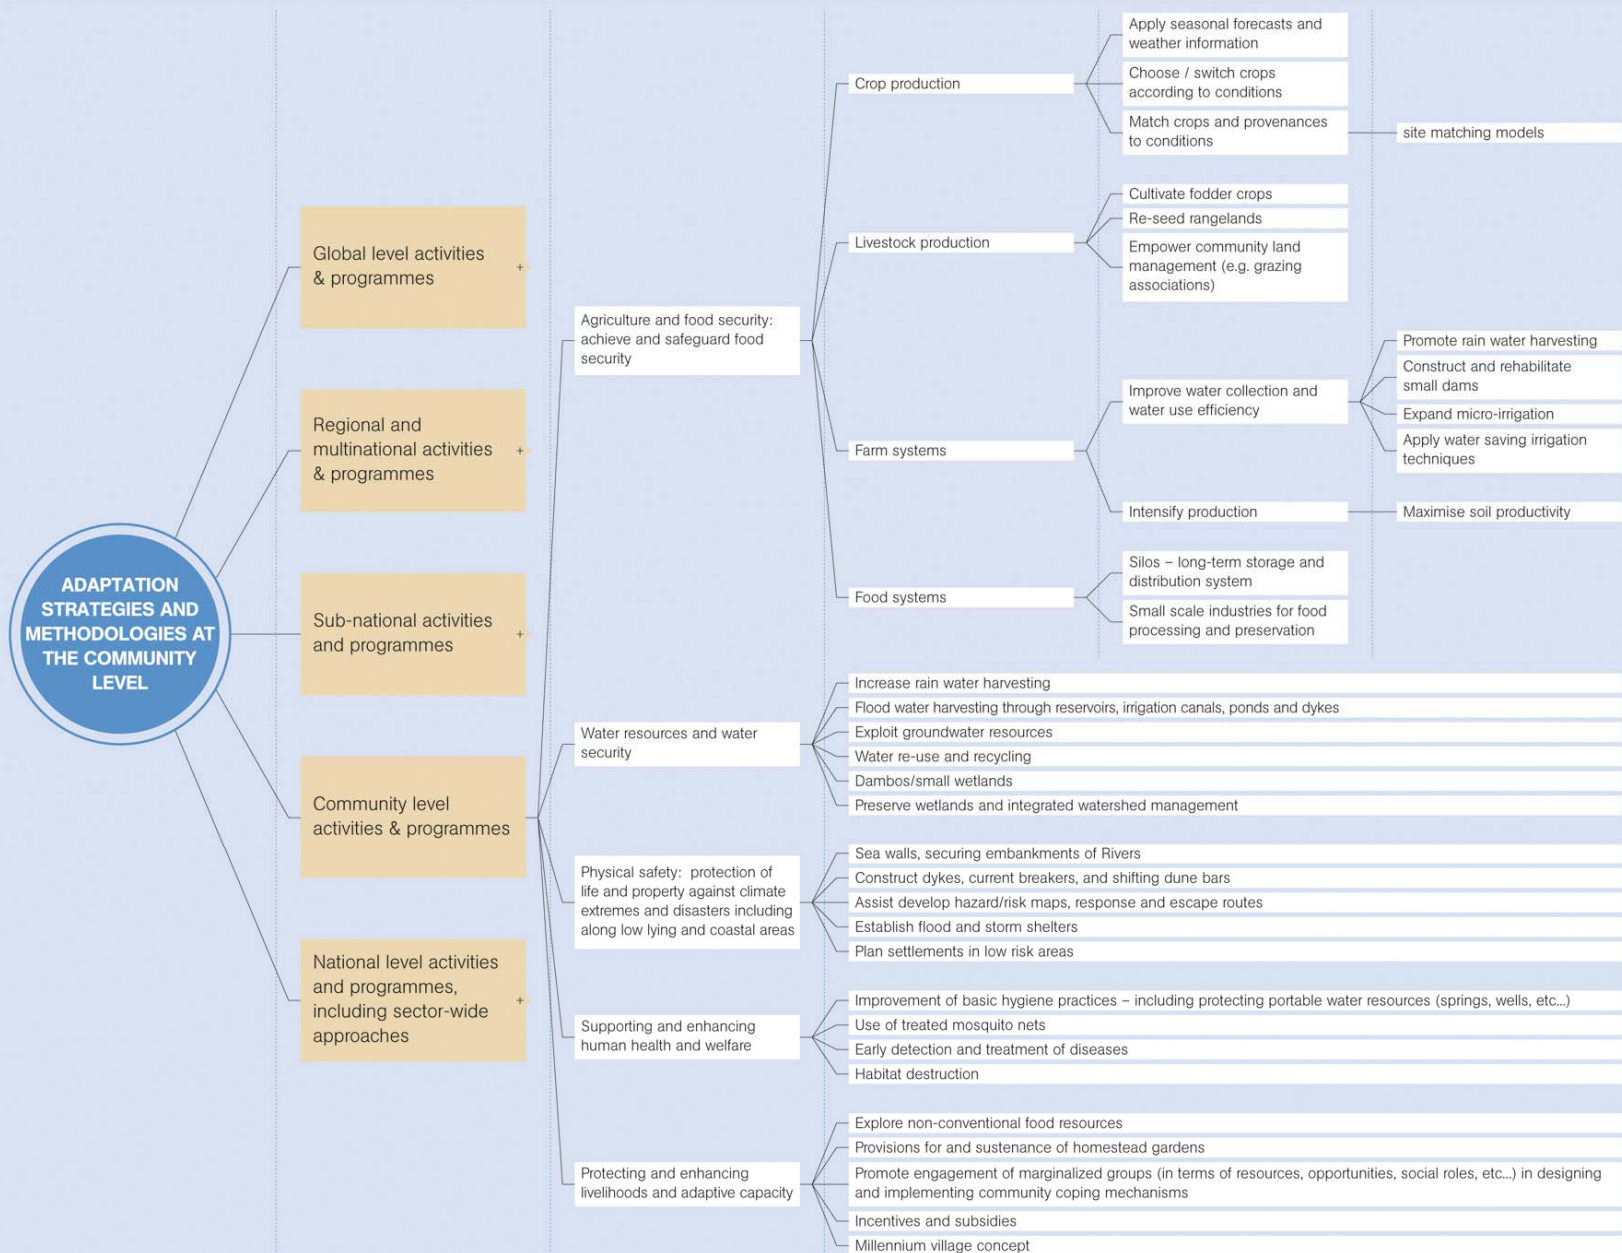 ADAPTATION
STRATEGIES AND
METHODOLOGIES AT
THE COMMUNITY
LEVEL
Global level activities
& programmes
+
Regional and
multinational activities
& programmes
+
Sub-national activities
and programmes
+
Community level
activities & programmes
National level activities
and programmes,
including sector-wide
approaches
+
Agriculture and food security:
achieve and safeguard food
security
Crop production
Apply seasonal forecasts and
weather information
Choose / switch crops
according to conditions
Match crops and provenances
to conditions
site matching models
Livestock production
Cultivate fodder crops
Re-seed rangelands
Empower community land
management (e.g. grazing
associations)
Farm systems
Improve water collection and
water use efficiency
Promote rain water harvesting
Construct and rehabilitate
small dams
Expand micro-irrigation
Apply water saving irrigation
techniques
Intensify production
Maximise soil productivity
Food systems
Silos – long-term storage and
distribution system
Small scale industries for food
processing and preservation
Water resources and water
security
Increase rain water harvesting
Flood water harvesting through reservoirs, irrigation canals, ponds and dykes
Exploit groundwater resources
Water re-use and recycling
Dambos/small wetlands
Preserve wetlands and integrated watershed management
Physical safety: protection of
life and property against climate
extremes and disasters including
along low lying and coastal areas
Sea walls, securing embankments of Rivers
Construct dykes, current breakers, and shifting dune bars
Assist develop hazard/risk maps, response and escape routes
Establish flood and storm shelters
Plan settlements in low risk areas
Supporting and enhancing
human health and welfare
Improvement of basic hygiene practices – including protecting portable water resources (springs, wells, etc...)
Use of treated mosquito nets
Early detection and treatment of diseases
Habitat destruction
Protecting and enhancing
livelihoods and adaptive capacity
Explore non-conventional food resources
Provisions for and sustenance of homestead gardens
Promote engagement of marginalized groups (in terms of resources, opportunities, social roles, etc...) in designing
and implementing community coping mechanisms
Incentives and subsidies
Millennium village concept